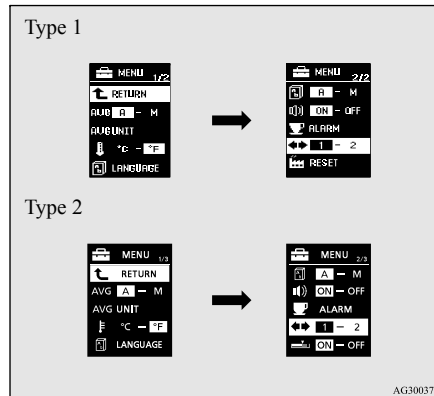 Type 1
MENU 1/2
RETURN
AVG A - M
AVG UNIT
°C - °F
LANGUAGE
MENU 2/2
A - M
ON - OFF
ALARM
1 - 2
RESET
Type 2
MENU 1/3
RETURN
AVG A - M
AVG UNIT
°C - °F
LANGUAGE
MENU 2/3
A - M
ON - OFF
ALARM
1 - 2
ON - OFF
AG30037